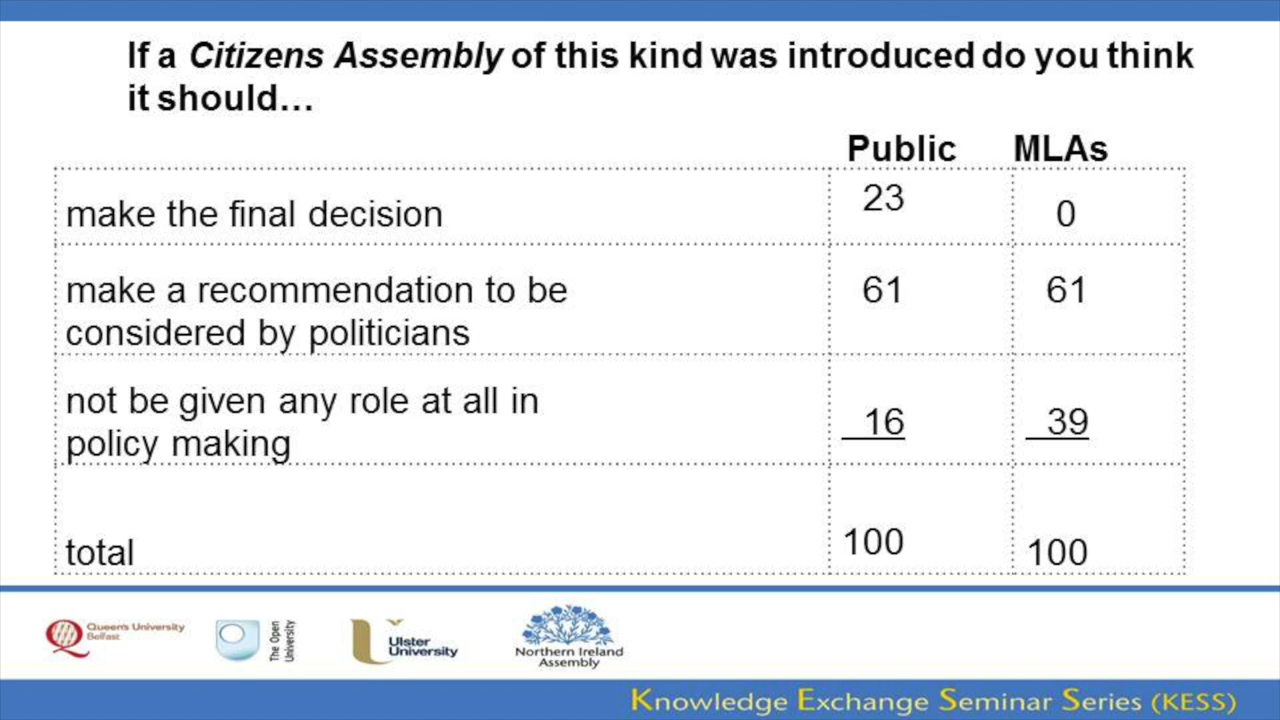 If a Citizens Assembly of this kind was introduced do you think
it should…
Public MLAs
make the final decision 23 0
make a recommendation to be
considered by politicians 61 61
not be given any role at all in
policy making 16 39
total 100 100
Queen's University
Belfast
The Open
University
Ulster
University
Northern Ireland
Assembly
Knowledge Exchange Seminar Series (KESS)